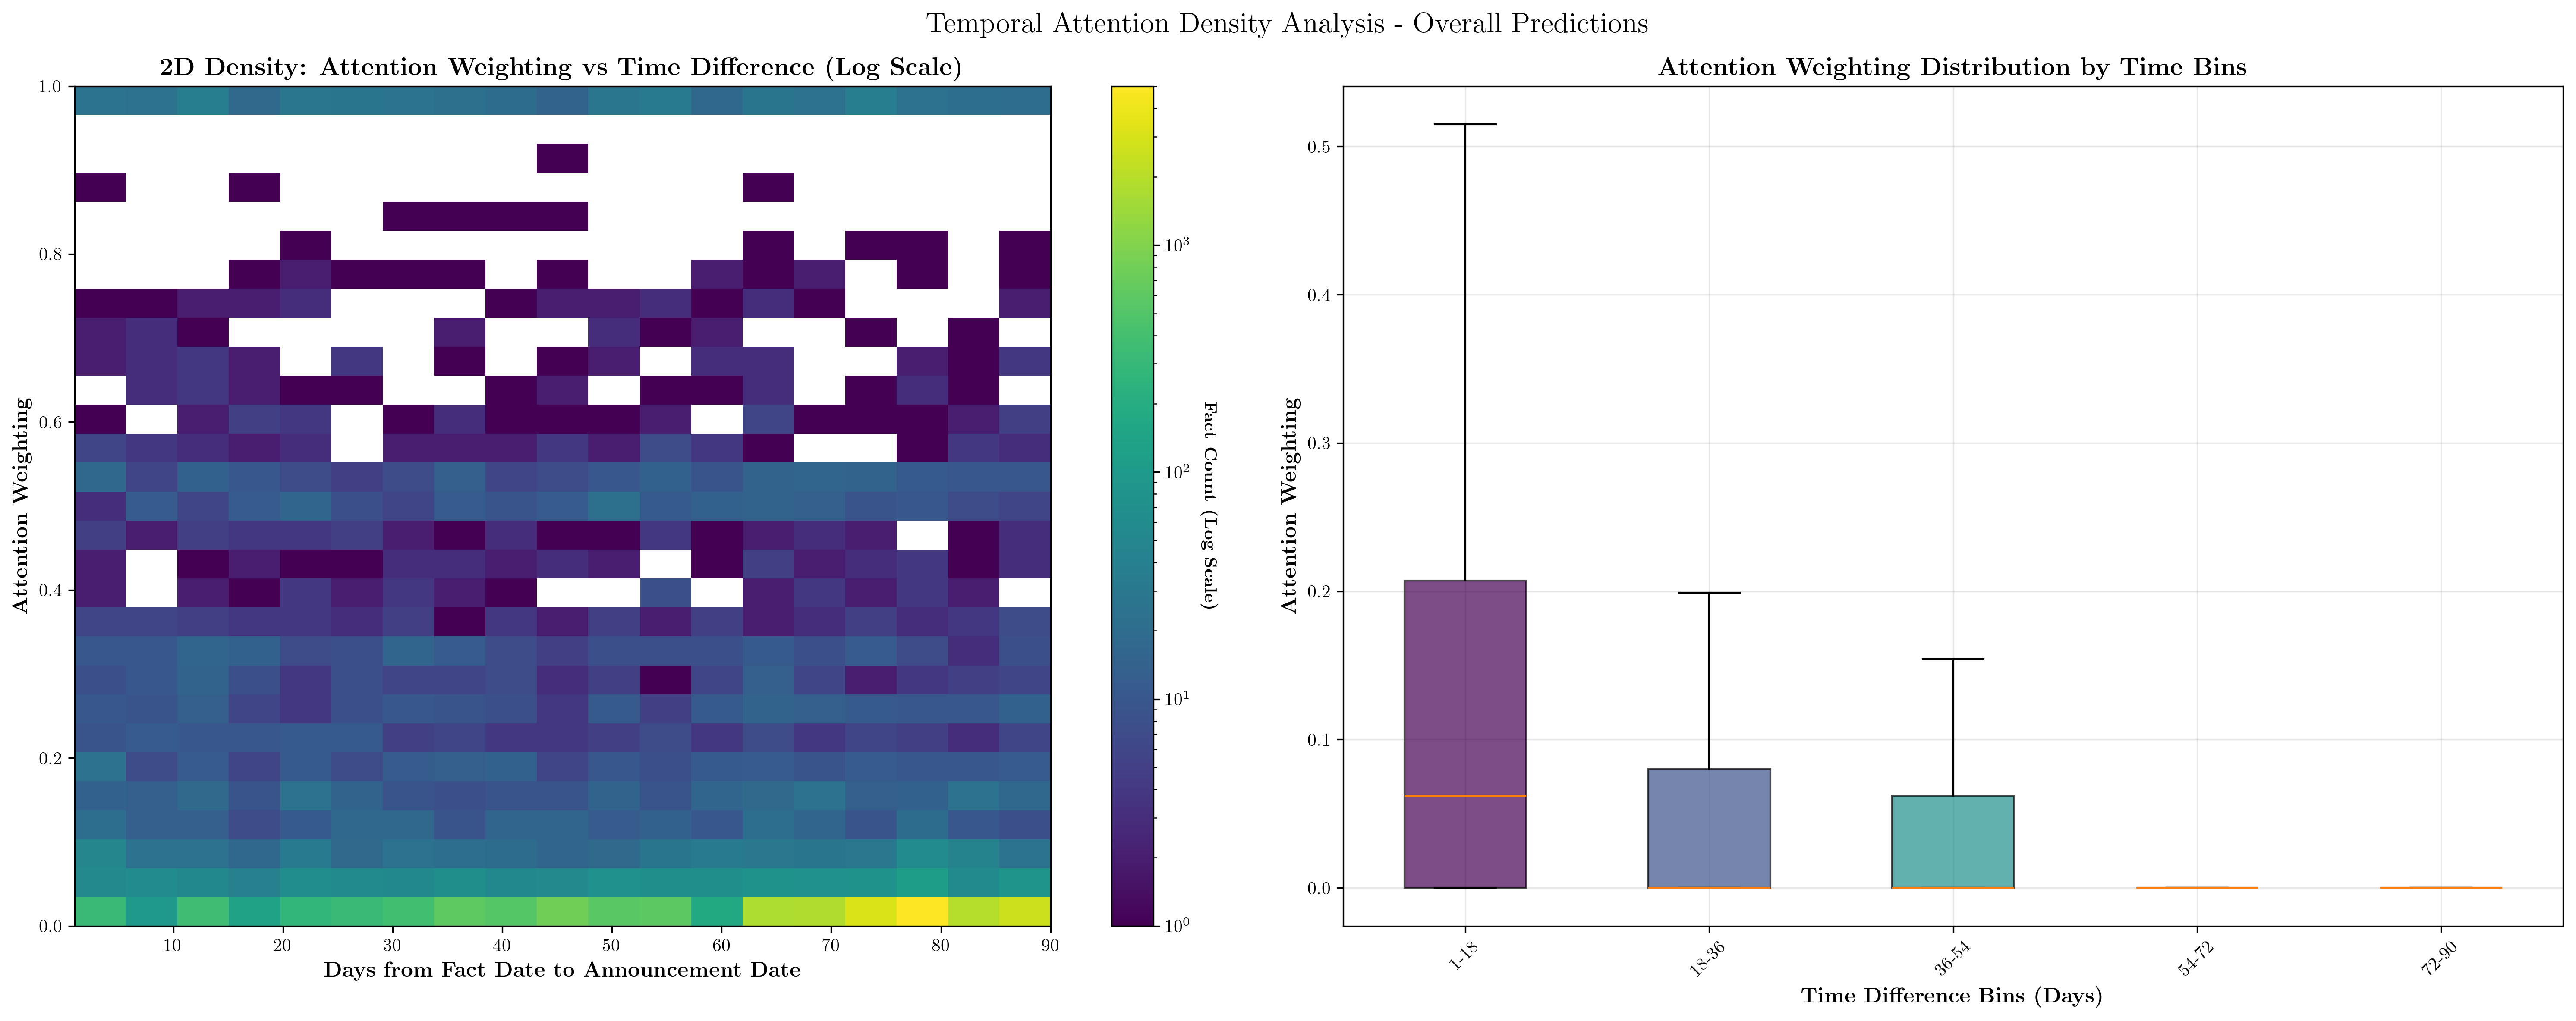 Temporal Attention Density Analysis - Overall Predictions
2D Density: Attention Weighting vs Time Difference (Log Scale)
Attention Weighting
1.0
0.8
0.6
0.4
0.2
0.0
10 20 30 40 50 60 70 80 90
Days from Fact Date to Announcement Date
10³
10²
10¹
10⁰
Fact Count (Log Scale)
Attention Weighting Distribution by Time Bins
Attention Weighting
0.5
0.4
0.3
0.2
0.1
0.0
1-18 18-36 36-54 54-72 72-90
Time Difference Bins (Days)